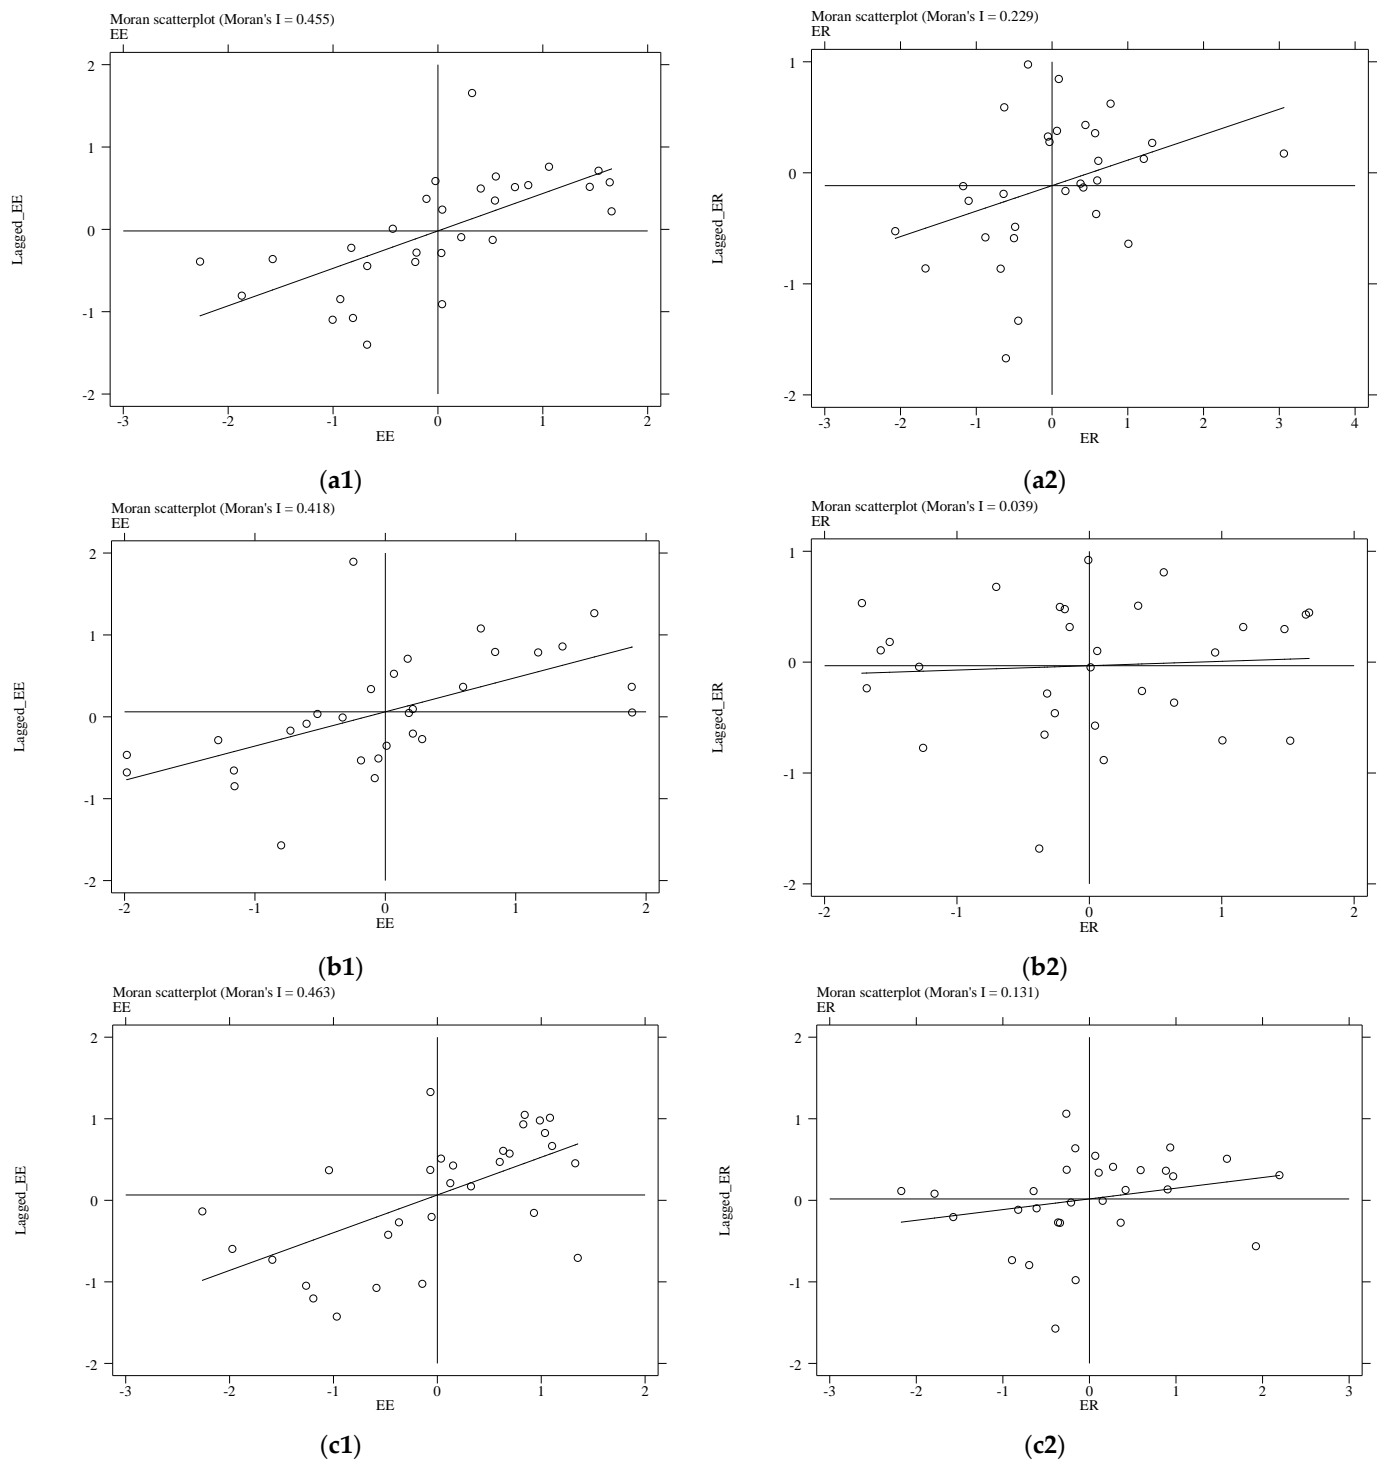 Moran scatterplot (Moran's I = 0.455)
EE
2
1
0
-1
-2
Lagged_EE
-3 -2 -1 0 1 2
EE
(a1)
Moran scatterplot (Moran's I = 0.229)
ER
1
0
-1
-2
Lagged_ER
-3 -2 -1 0 1 2 3 4
ER
(a2)
Moran scatterplot (Moran's I = 0.418)
EE
2
1
0
-1
-2
Lagged_EE
-2 -1 0 1 2
EE
(b1)
Moran scatterplot (Moran's I = 0.039)
ER
1
0
-1
-2
Lagged_ER
-2 -1 0 1 2
ER
(b2)
Moran scatterplot (Moran's I = 0.463)
EE
2
1
0
-1
-2
Lagged_EE
-3 -2 -1 0 1 2
EE
(c1)
Moran scatterplot (Moran's I = 0.131)
ER
2
1
0
-1
-2
Lagged_ER
-3 -2 -1 0 1 2 3
ER
(c2)